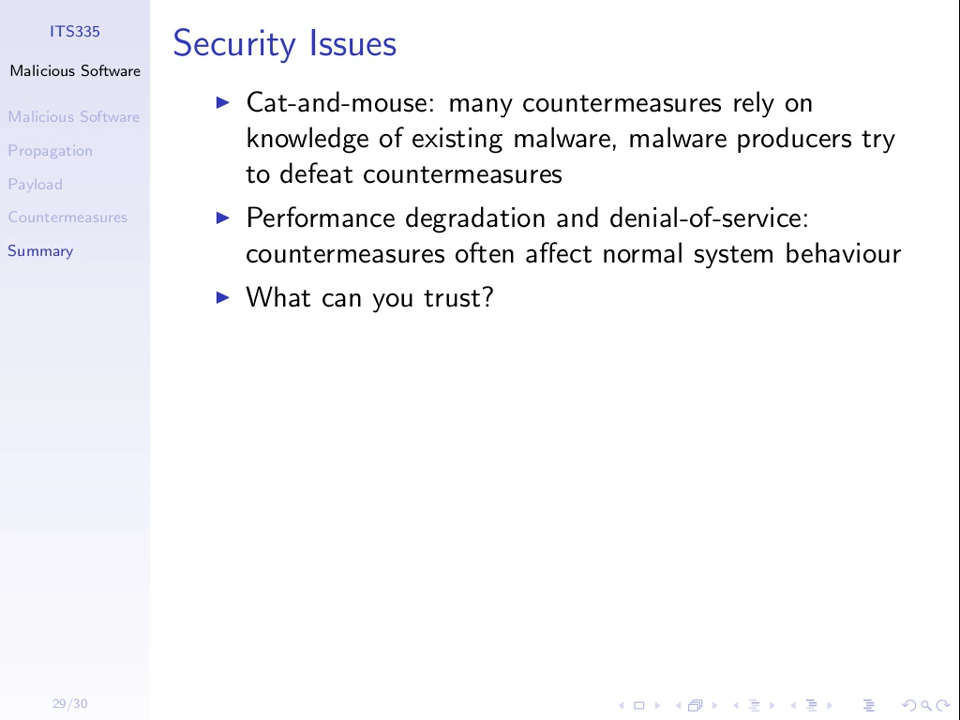 ITS335
Malicious Software
Malicious Software
Propagation
Payload
Countermeasures
Summary
Security Issues
Cat-and-mouse: many countermeasures rely on
knowledge of existing malware, malware producers try
to defeat countermeasures
Performance degradation and denial-of-service:
countermeasures often affect normal system behaviour
What can you trust?
29/30